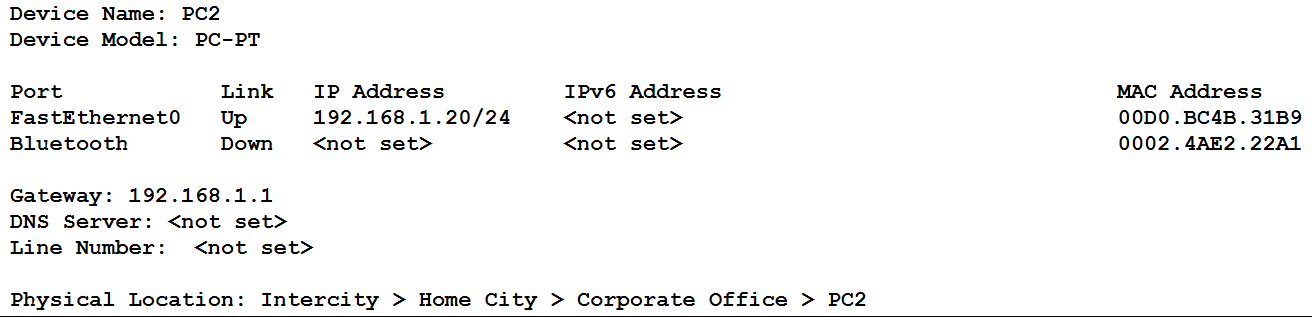 Device Name: PC2
Device Model: PC-PT
Port Link IP Address IPv6 Address MAC Address
FastEthernet0 Up 192.168.1.20/24 <not set> 00D0.BC4B.31B9
Bluetooth Down <not set> <not set> 0002.4AE2.22A1
Gateway: 192.168.1.1
DNS Server: <not set>
Line Number: <not set>
Physical Location: Intercity > Home City > Corporate Office > PC2